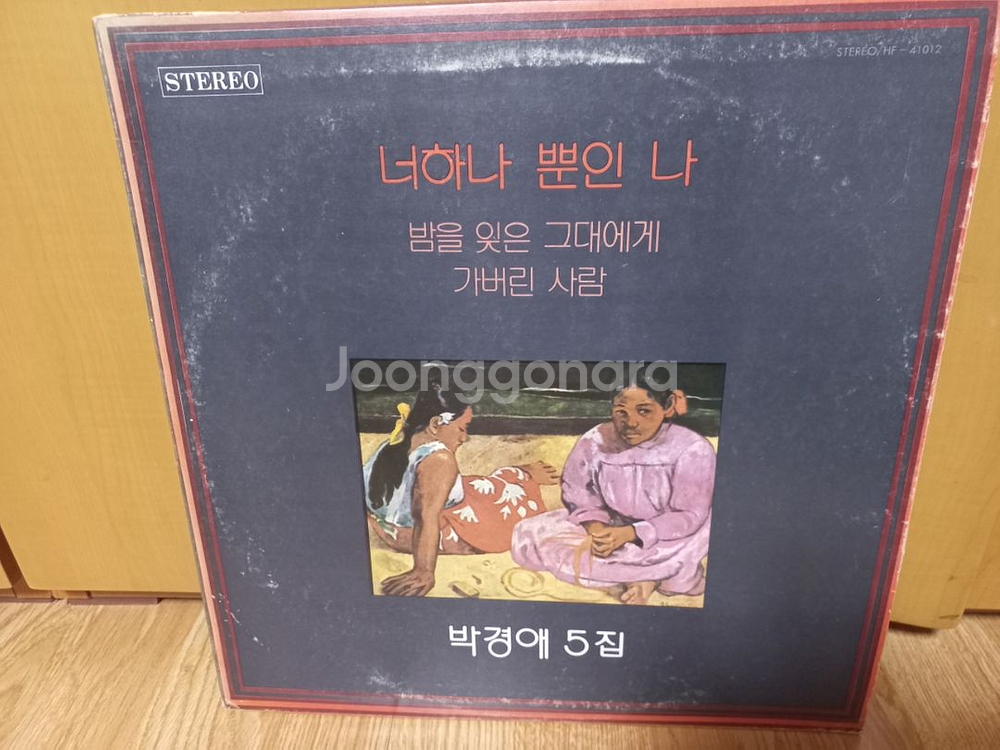 STEREO
STEREO/HF-41012
너하나 뿐인 나
밤을 잊은 그대에게
가버린 사람
Joonggonara
박경애 5집